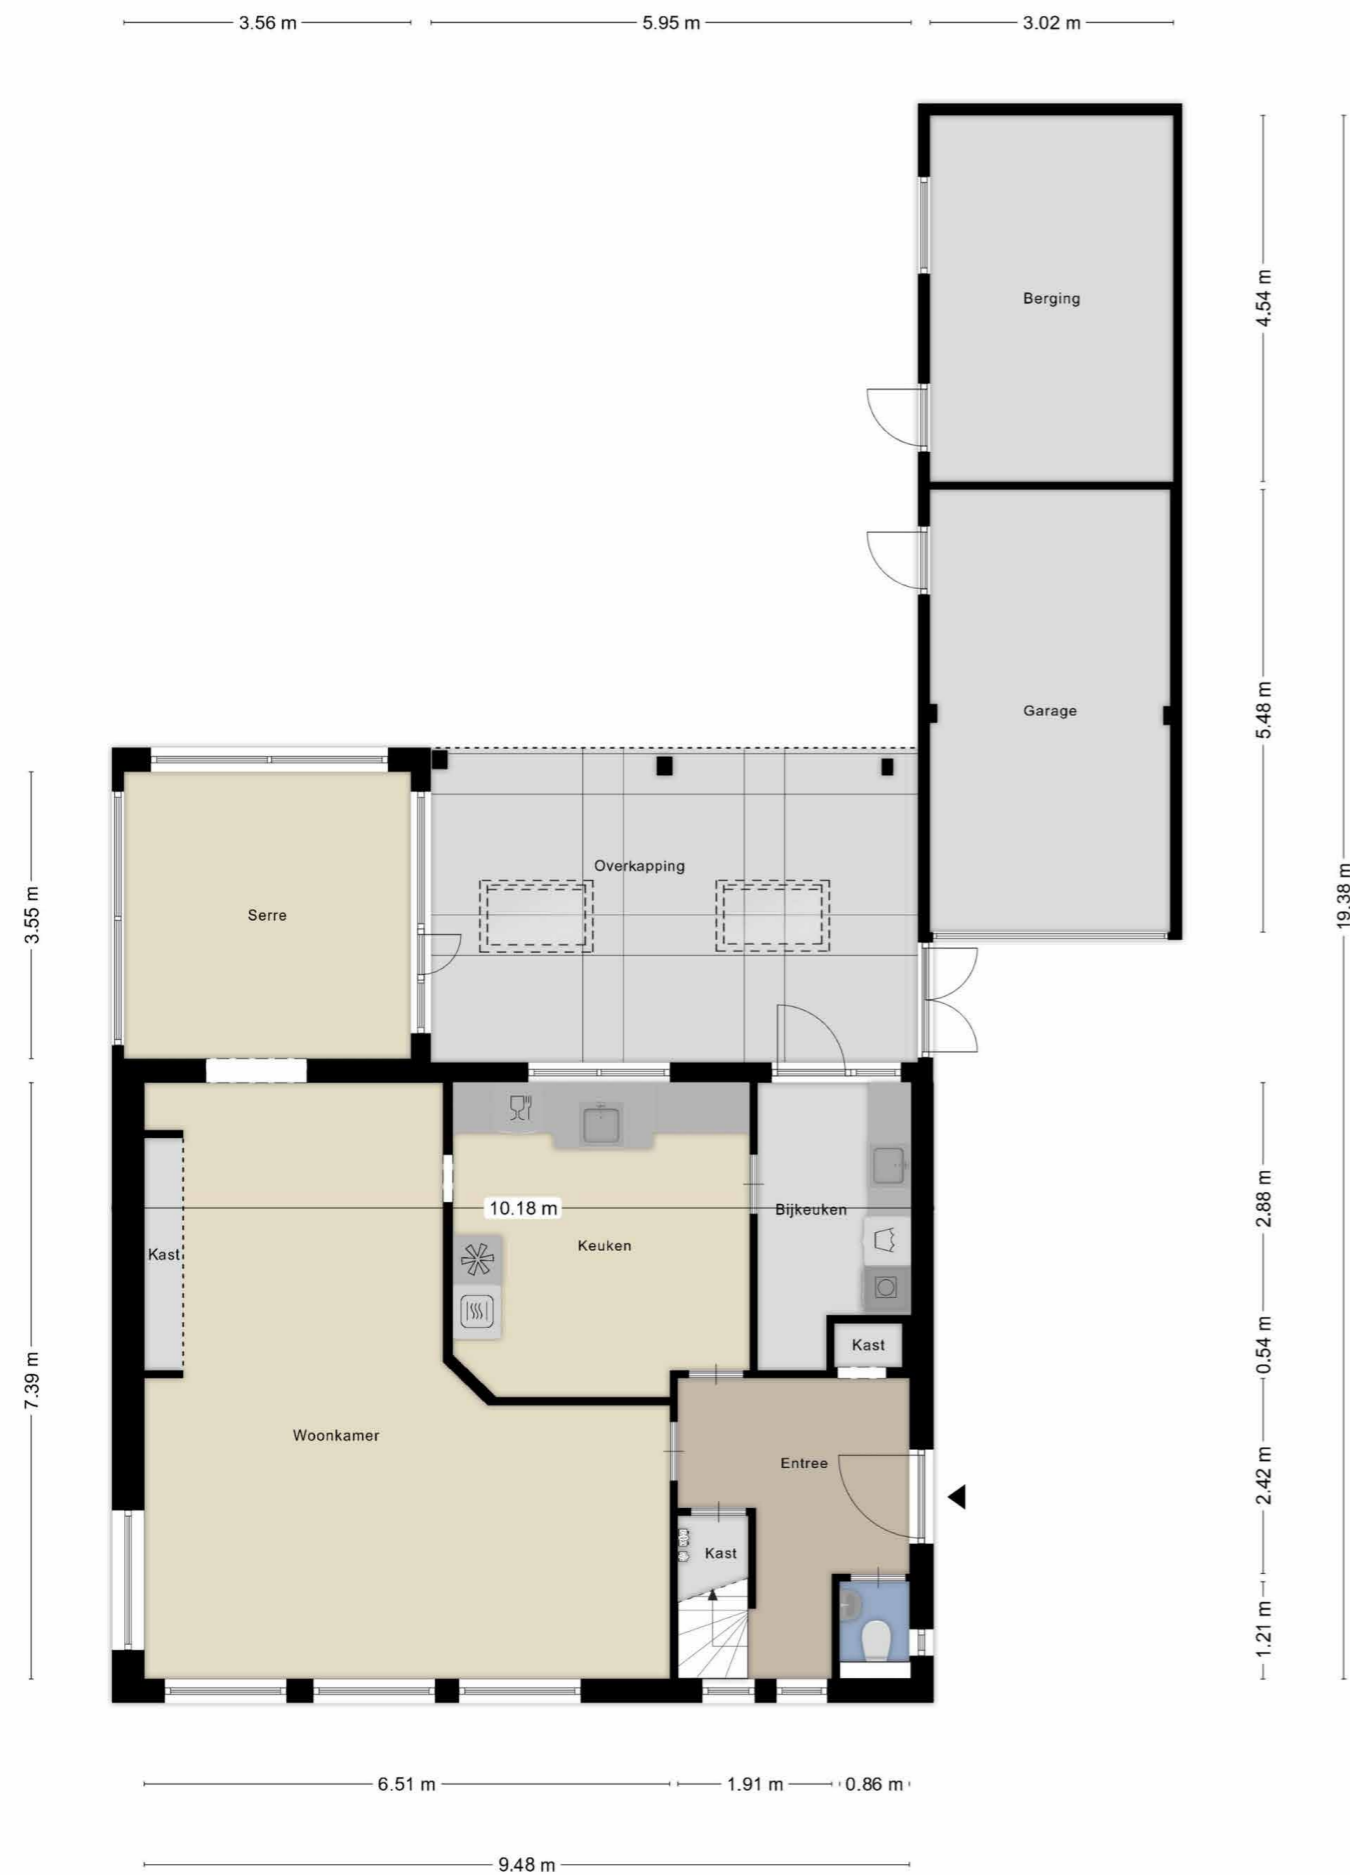 3.56 m
5.95 m
3.02 m
Berging
4.54 m
Garage
5.48 m
Overkapping
Serre
3.55 m
19.38 m
10.18 m
Bijkeuken
2.88 m
Keuken
Kast
Kast
0.54 m
7.39 m
Woonkamer
Entree
2.42 m
Kast
1.21 m
6.51 m
1.91 m
0.86 m
9.48 m